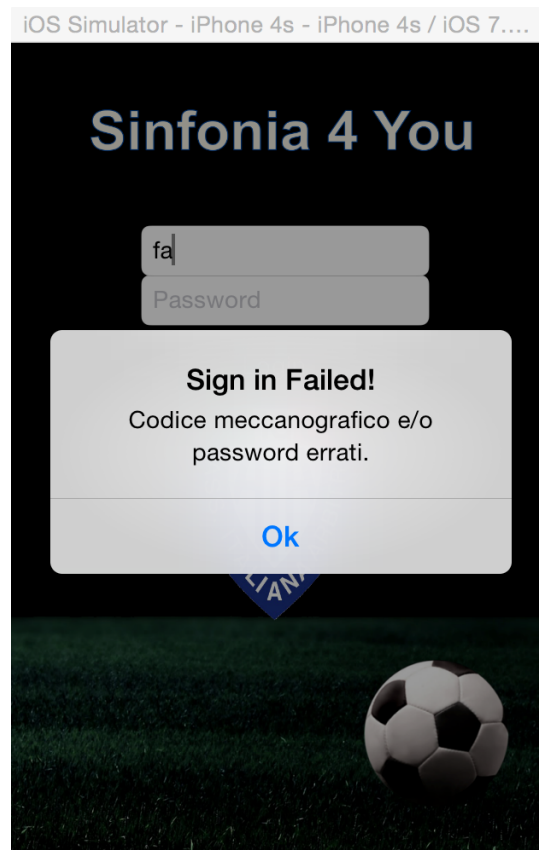 iOS Simulator - iPhone 4s - iPhone 4s / iOS 7....
Sinfonia 4 You
fa
Password
Sign in Failed!
Codice meccanografico e/o
password errati.
Ok
LIANA